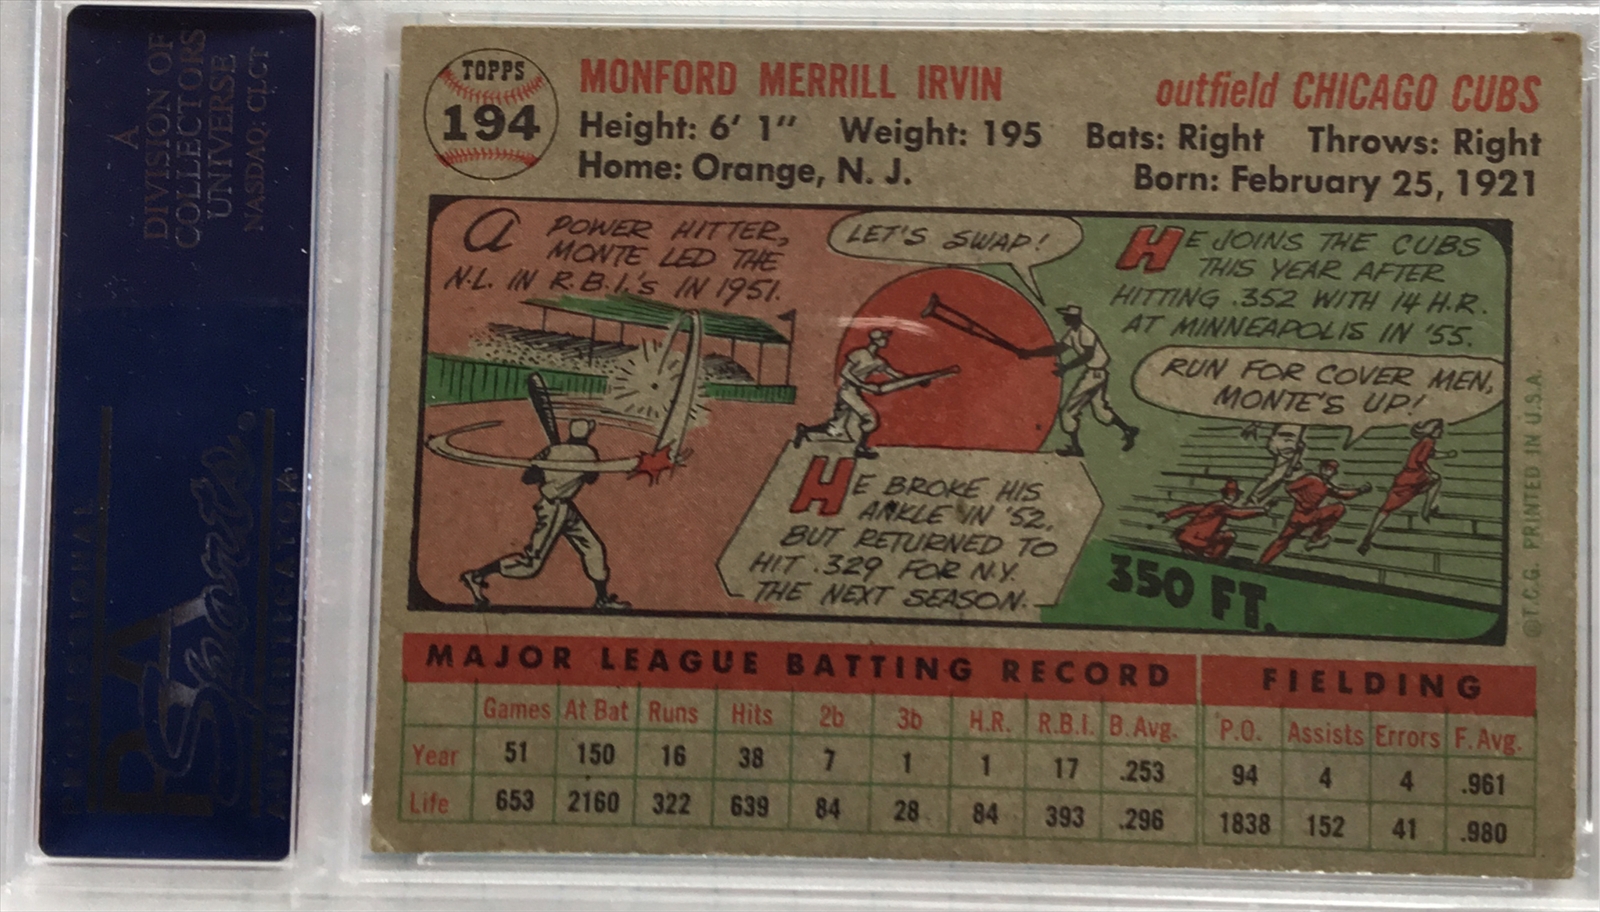 A
DIVISION OF
COLLECTORS
UNIVERSE
NASDAQ: CLCT
PROFESSIONAL
PSA
Sports
AUTHENTICATOR
TOPPS
194
MONFORD MERRILL IRVIN
outfield CHICAGO CUBS
Height: 6' 1" Weight: 195 Bats: Right Throws: Right
Home: Orange, N. J. Born: February 25, 1921
A POWER HITTER,
MONTE LED THE
N.L. IN R.B.I.'s IN 1951.
LET'S SWAP!
HE BROKE HIS
ANKLE IN '52,
BUT RETURNED TO
HIT .329 FOR N.Y.
THE NEXT SEASON.
HE JOINS THE CUBS
THIS YEAR AFTER
HITTING .352 WITH 14 H.R.
AT MINNEAPOLIS IN '55.
RUN FOR COVER MEN,
MONTE'S UP!
350 FT.
©T.C.G. PRINTED IN U.S.A.
MAJOR LEAGUE BATTING RECORD FIELDING
Games At Bat Runs Hits 2b 3b H.R. R.B.I. B. Avg. P.O. Assists Errors F. Avg.
Year 51 150 16 38 7 1 1 17 .253 94 4 4 .961
Life 653 2160 322 639 84 28 84 393 .296 1838 152 41 .980